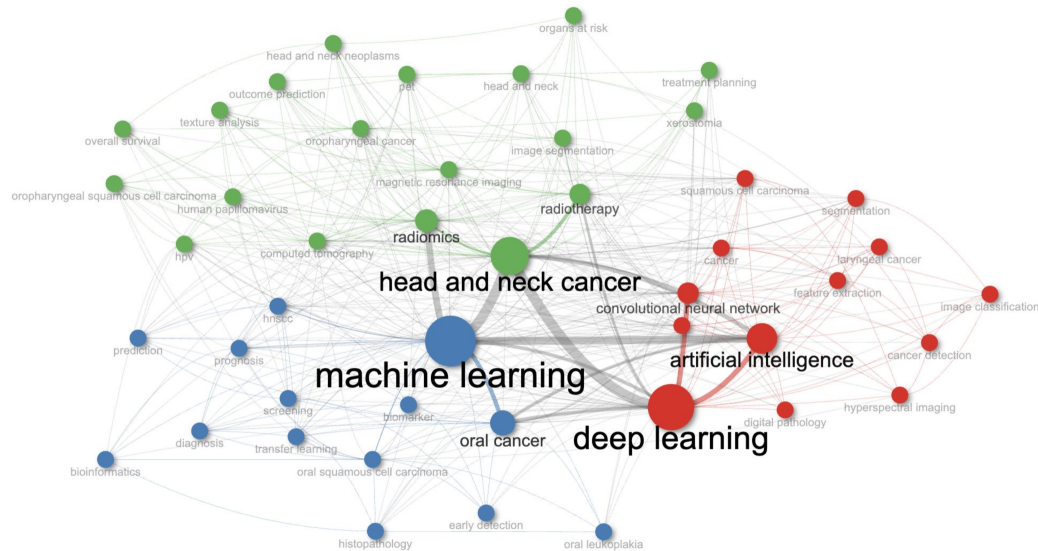 organs at risk
head and neck neoplasms
treatment planning
pet
head and neck
outcome prediction
texture analysis
xerostomia
overall survival
oropharyngeal cancer
image segmentation
magnetic resonance imaging
squamous cell carcinoma
oropharyngeal squamous cell carcinoma
human papillomavirus
radiotherapy
segmentation
radiomics
hpv
computed tomography
cancer
laryngeal cancer
head and neck cancer
feature extraction
convolutional neural network
image classification
hnscc
prediction
prognosis
artificial intelligence
cancer detection
machine learning
screening
biomarker
hyperspectral imaging
digital pathology
deep learning
oral cancer
diagnosis
transfer learning
bioinformatics
oral squamous cell carcinoma
early detection
histopathology
oral leukoplakia